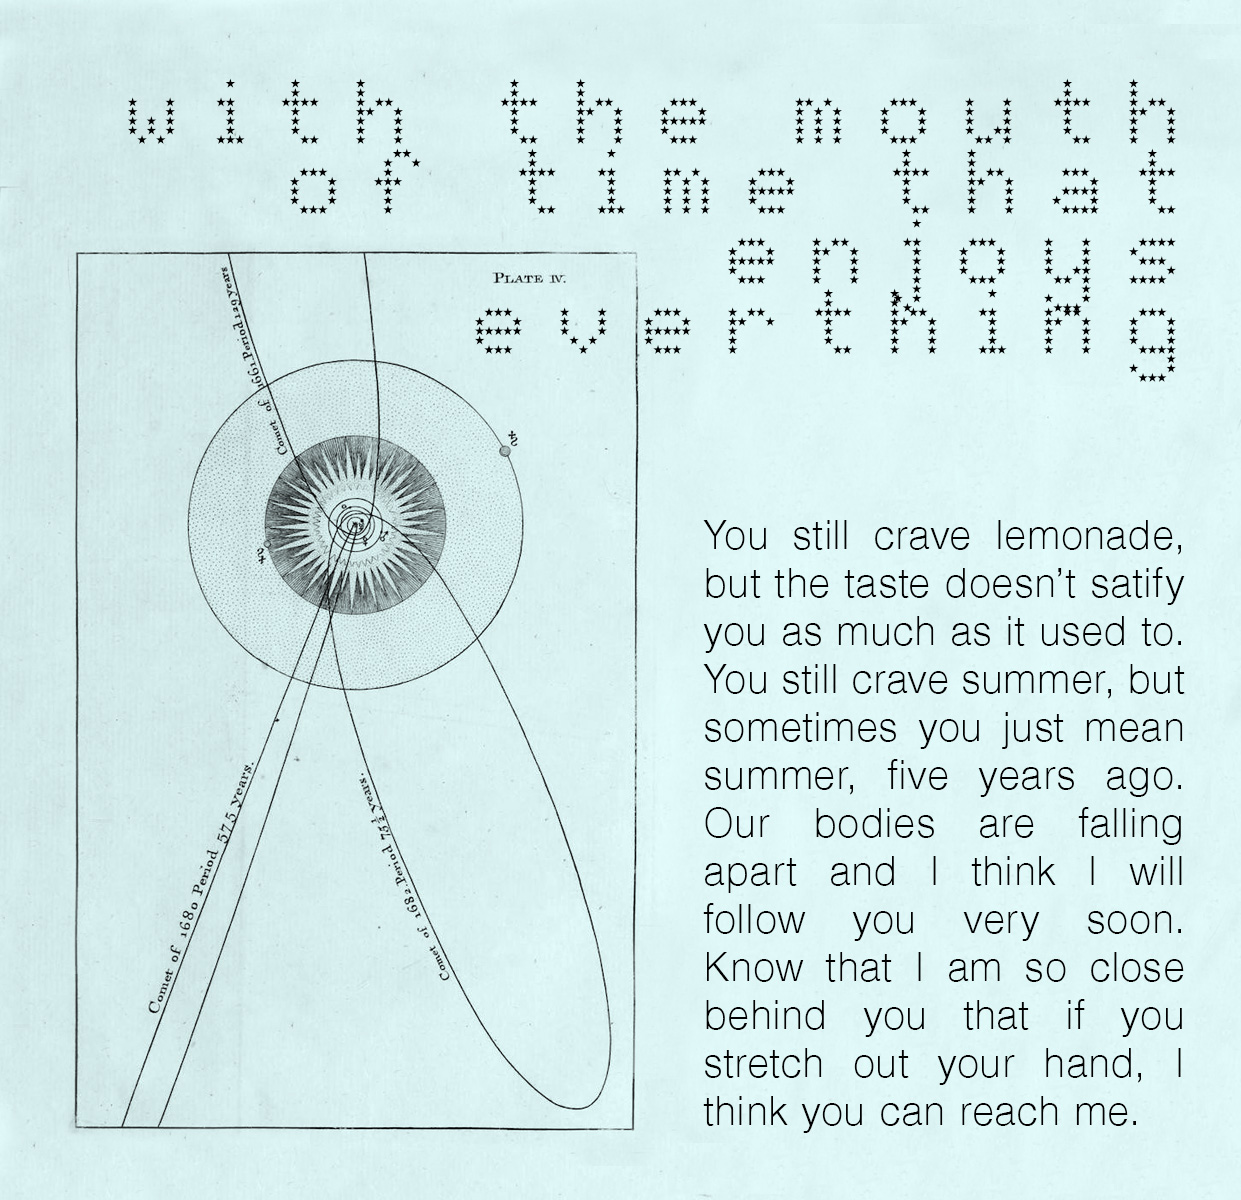 with the mouth
of time that
enjoys
everthing
PLATE IV.
Comet of 1661. Period 129 Years
Comet of 1680 Period 575 Years.
Comet of 1682. Period 75½ Years.
You still crave lemonade,
but the taste doesn’t satify
you as much as it used to.
You still crave summer, but
sometimes you just mean
summer, five years ago.
Our bodies are falling
apart and I think I will
follow you very soon.
Know that I am so close
behind you that if you
stretch out your hand, I
think you can reach me.